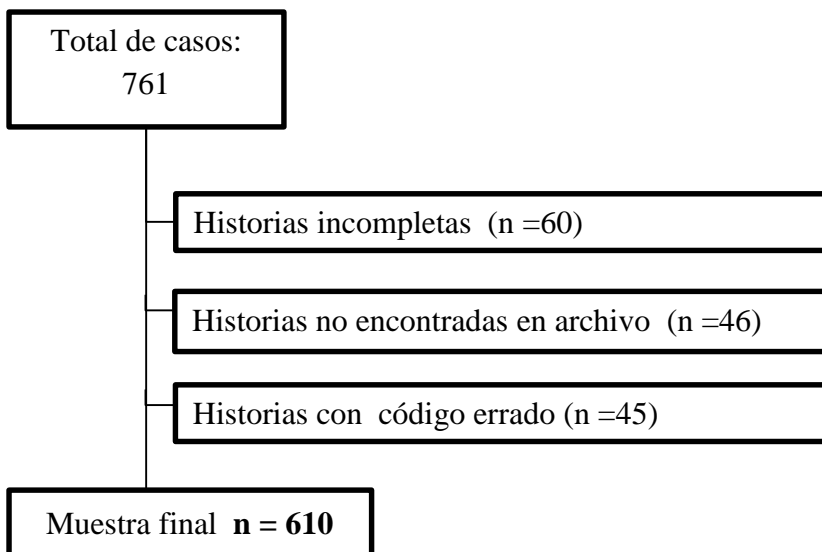 Total de casos:
761
Historias incompletas (n =60)
Historias no encontradas en archivo (n =46)
Historias con código errado (n =45)
Muestra final n = 610